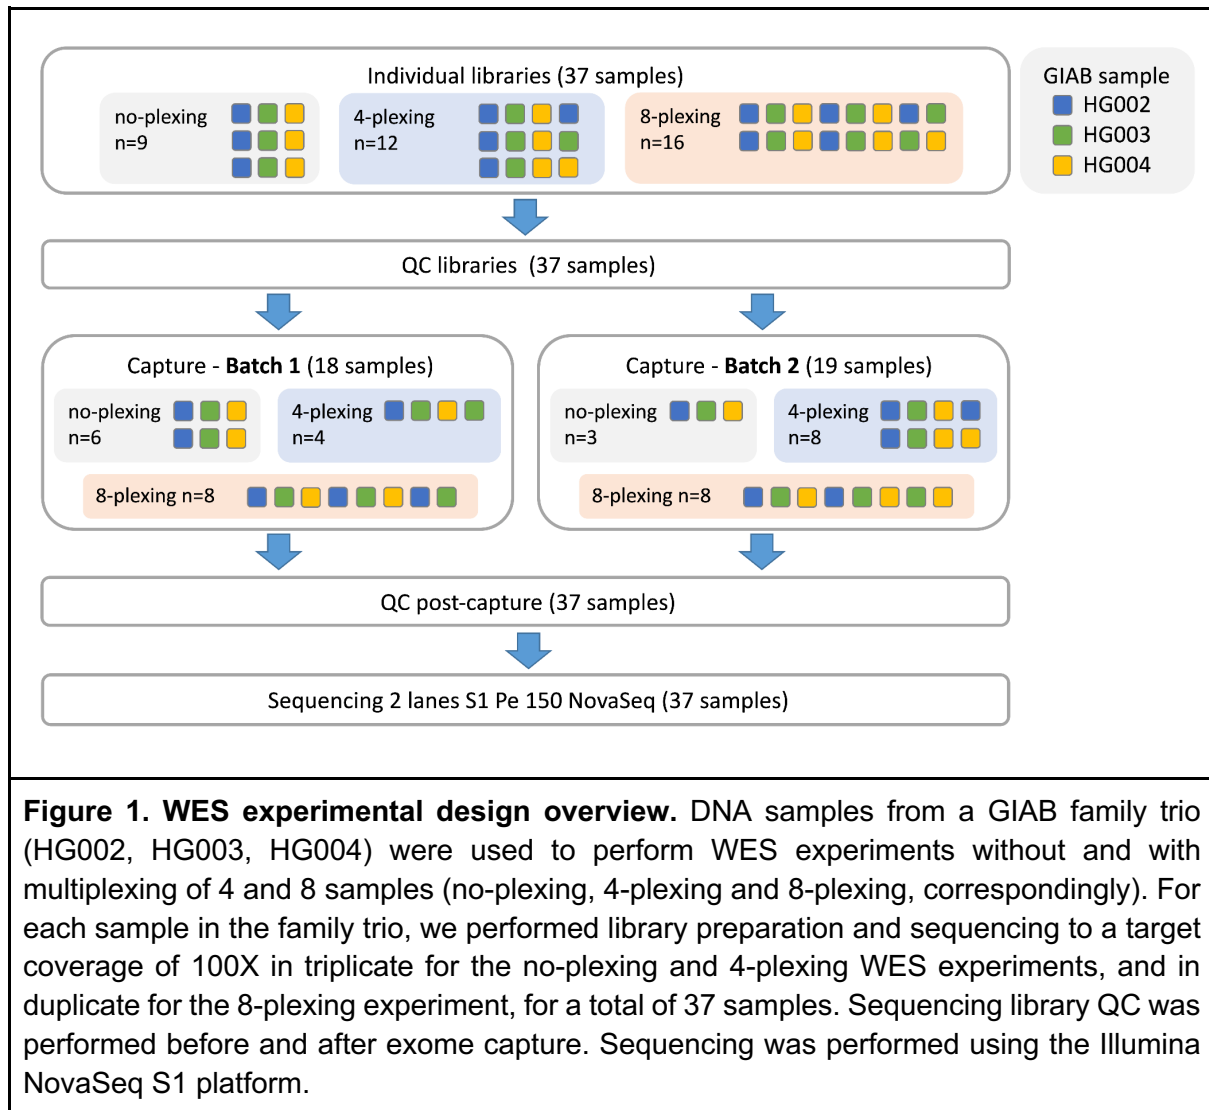 Individual libraries (37 samples)
no-plexing
n=9
4-plexing
n=12
8-plexing
n=16
GIAB sample
HG002
HG003
HG004
QC libraries (37 samples)
Capture - Batch 1 (18 samples)
no-plexing
n=6
4-plexing
n=4
8-plexing n=8
Capture - Batch 2 (19 samples)
no-plexing
n=3
4-plexing
n=8
8-plexing n=8
QC post-capture (37 samples)
Sequencing 2 lanes S1 Pe 150 NovaSeq (37 samples)
Figure 1. WES experimental design overview. DNA samples from a GIAB family trio
(HG002, HG003, HG004) were used to perform WES experiments without and with
multiplexing of 4 and 8 samples (no-plexing, 4-plexing and 8-plexing, correspondingly). For
each sample in the family trio, we performed library preparation and sequencing to a target
coverage of 100X in triplicate for the no-plexing and 4-plexing WES experiments, and in
duplicate for the 8-plexing experiment, for a total of 37 samples. Sequencing library QC was
performed before and after exome capture. Sequencing was performed using the Illumina
NovaSeq S1 platform.